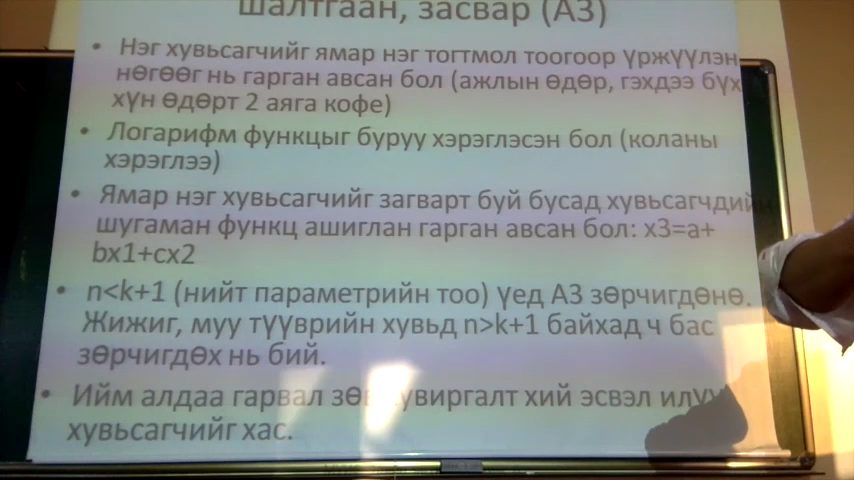 шалтгаан, засвар (А3)
• Нэг хувьсагчийг ямар нэг тогтмол тоогоор үржүүлэн
нөгөөг нь гарган авсан бол (ажлын өдөр, гэхдээ бүх
хүн өдөрт 2 аяга кофе)
• Логарифм функцыг буруу хэрэглэсэн бол (коланы
хэрэглээ)
• Ямар нэг хувьсагчийг загварт буй бусад хувьсагчдийн
шугаман функц ашиглан гарган авсан бол: x3=a+
bx1+cx2
• n<k+1 (нийт параметрийн тоо) үед А3 зөрчигдөнө.
Жижиг, муу түүврийн хувьд n>k+1 байхад ч бас
зөрчигдөх нь бий.
• Ийм алдаа гарвал хий эсвэл
хувьсагчийг хас.